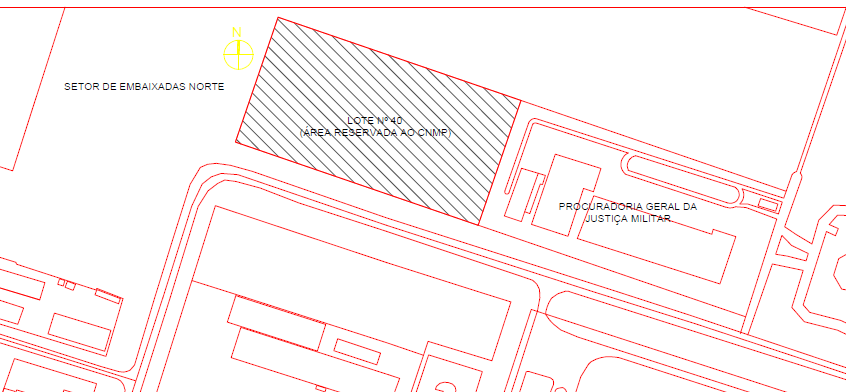 N
SETOR DE EMBAIXADAS NORTE
LOTE Nº 40
(ÁREA RESERVADA AO CNMP)
PROCURADORIA GERAL DA
JUSTIÇA MILITAR